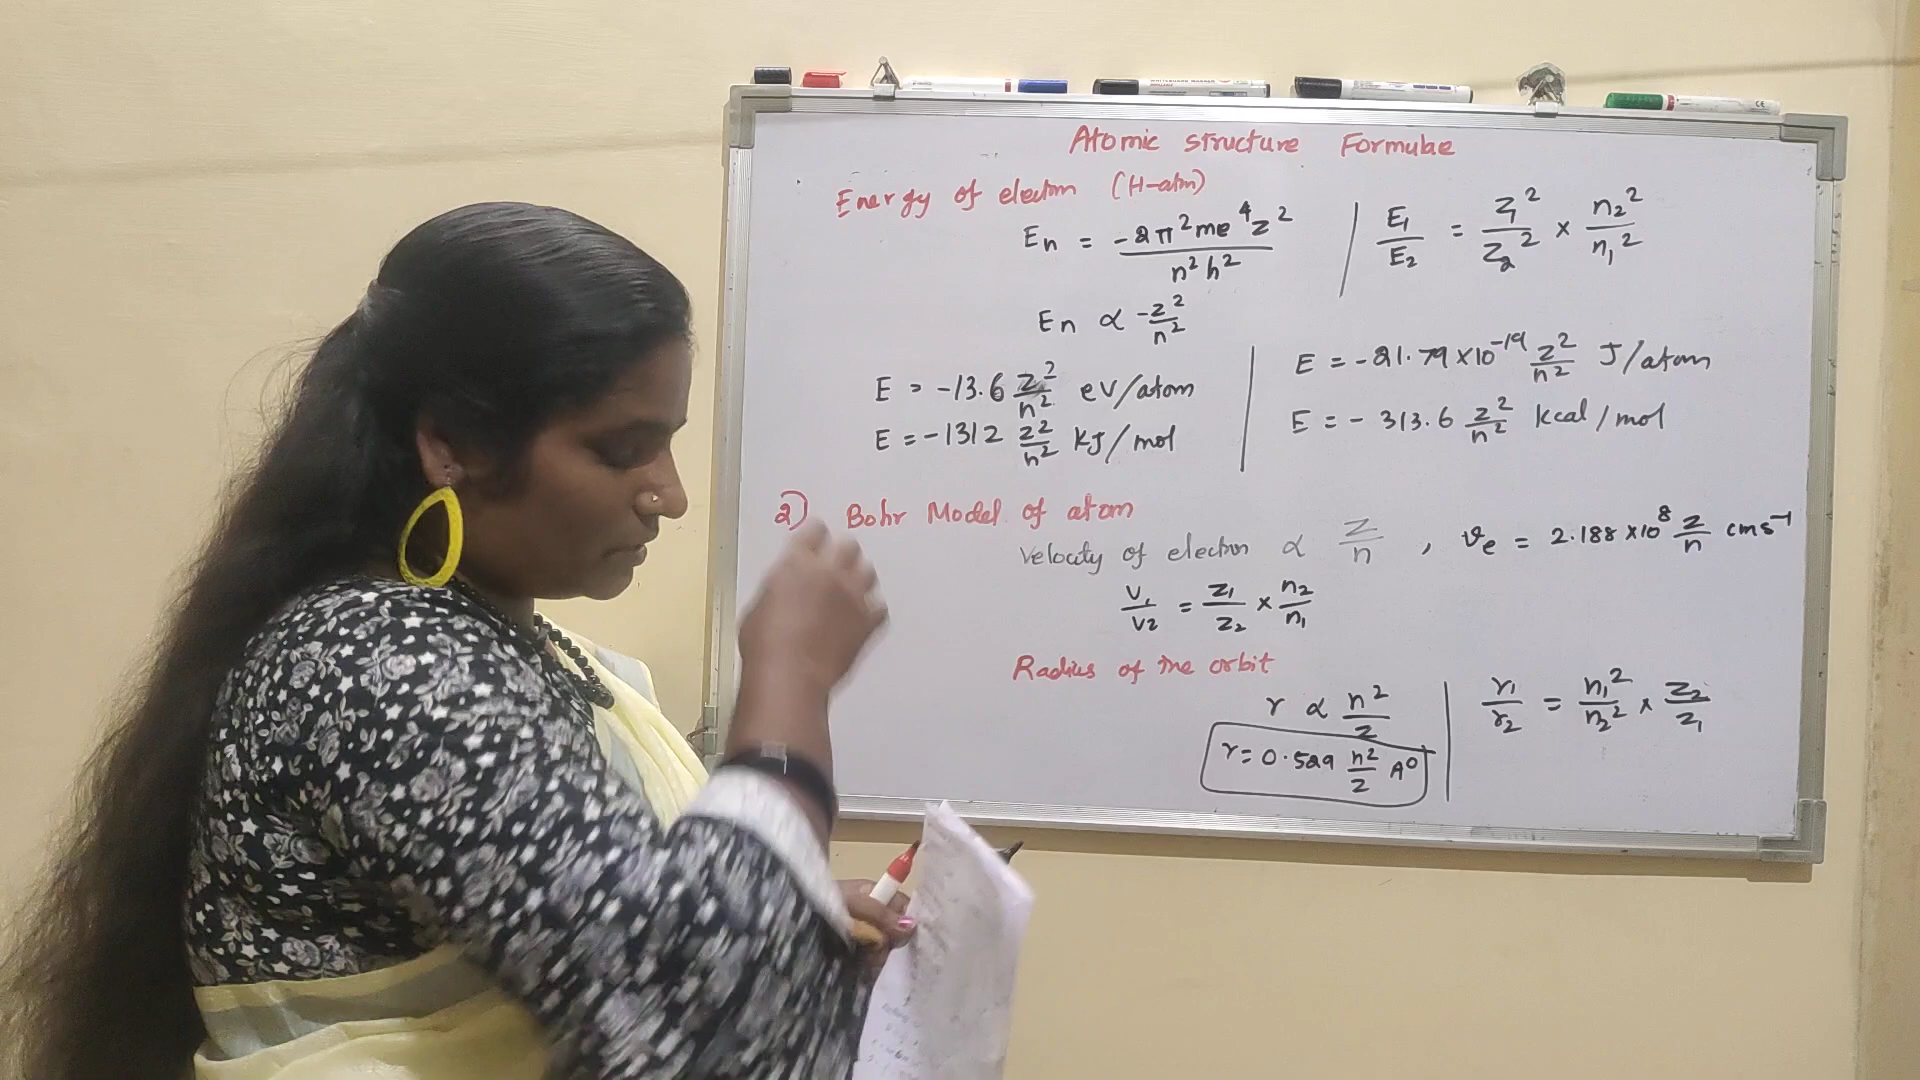 Atomic structure Formulae
Energy of electron (H-atm)
En = -2π²me⁴z² / n²h²
E₁/E₂ = Z₁²/Z₂² × n₂²/n₁²
En ∝ -z²/n²
E = -13.6 z²/n² eV/atom
E = -1312 z²/n² kJ/mol
E = -21.79 × 10⁻¹⁹ z²/n² J/atom
E = - 313.6 z²/n² kcal/mol
2) Bohr Model of atom
Velocity of electron ∝ Z/n , ϑe = 2.188 × 10⁸ z/n cms⁻¹
V₁/V₂ = Z₁/Z₂ × n₂/n₁
Radius of the orbit
r ∝ n²/z
r = 0.529 n²/z A⁰
r₁/r₂ = n₁²/n₂² × Z₂/Z₁